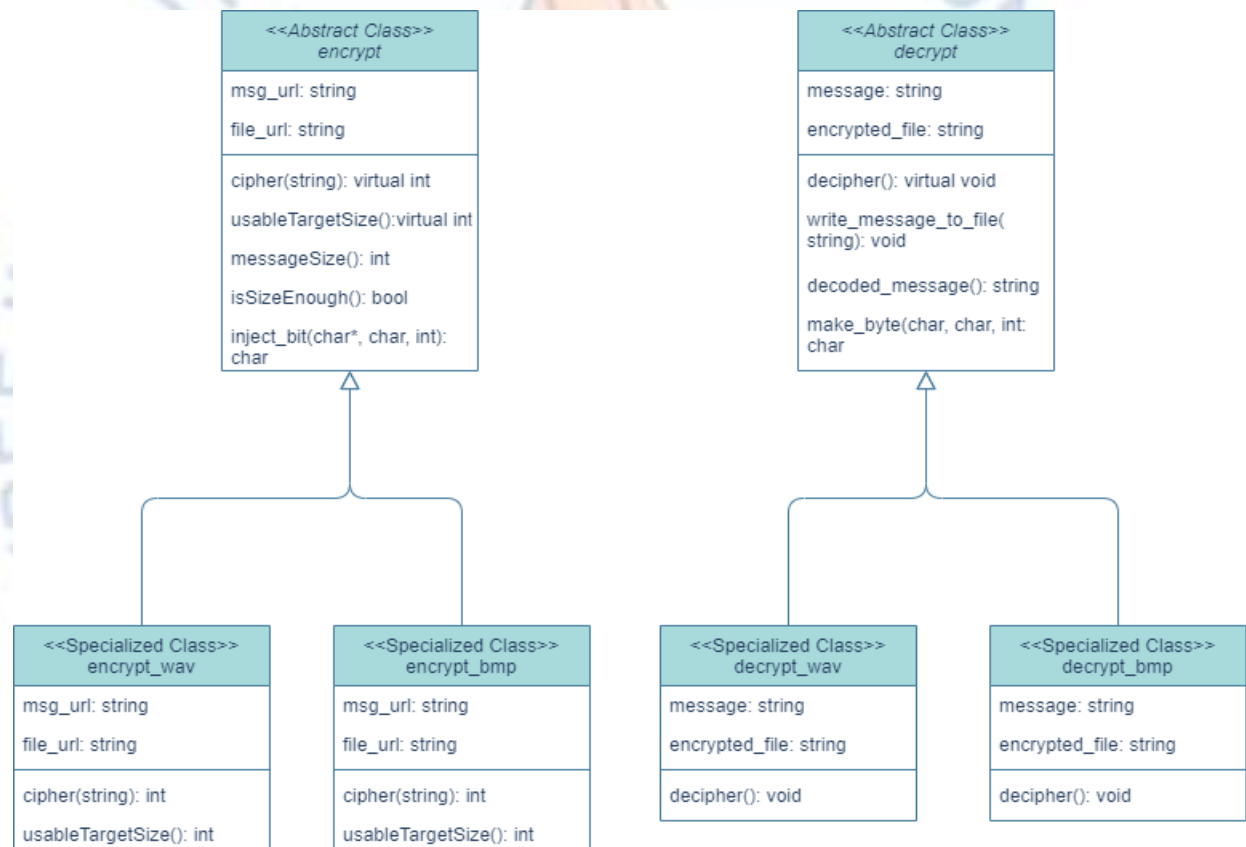 <<Abstract Class>>
encrypt
msg_url: string
file_url: string
cipher(string): virtual int
usableTargetSize():virtual int
messageSize(): int
isSizeEnough(): bool
inject_bit(char*, char, int):
char
<<Abstract Class>>
decrypt
message: string
encrypted_file: string
decipher(): virtual void
write_message_to_file(
string): void
decoded_message(): string
make_byte(char, char, int:
char
<<Specialized Class>>
encrypt_wav
msg_url: string
file_url: string
cipher(string): int
usableTargetSize(): int
<<Specialized Class>>
encrypt_bmp
msg_url: string
file_url: string
cipher(string): int
usableTargetSize(): int
<<Specialized Class>>
decrypt_wav
message: string
encrypted_file: string
decipher(): void
<<Specialized Class>>
decrypt_bmp
message: string
encrypted_file: string
decipher(): void